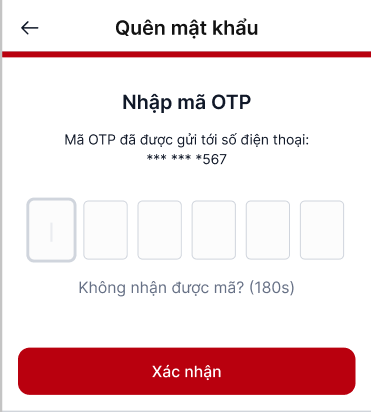 Quên mật khẩu
Nhập mã OTP
Mã OTP đã được gửi tới số điện thoại:
*** *** *567
Không nhận được mã? (180s)
Xác nhận